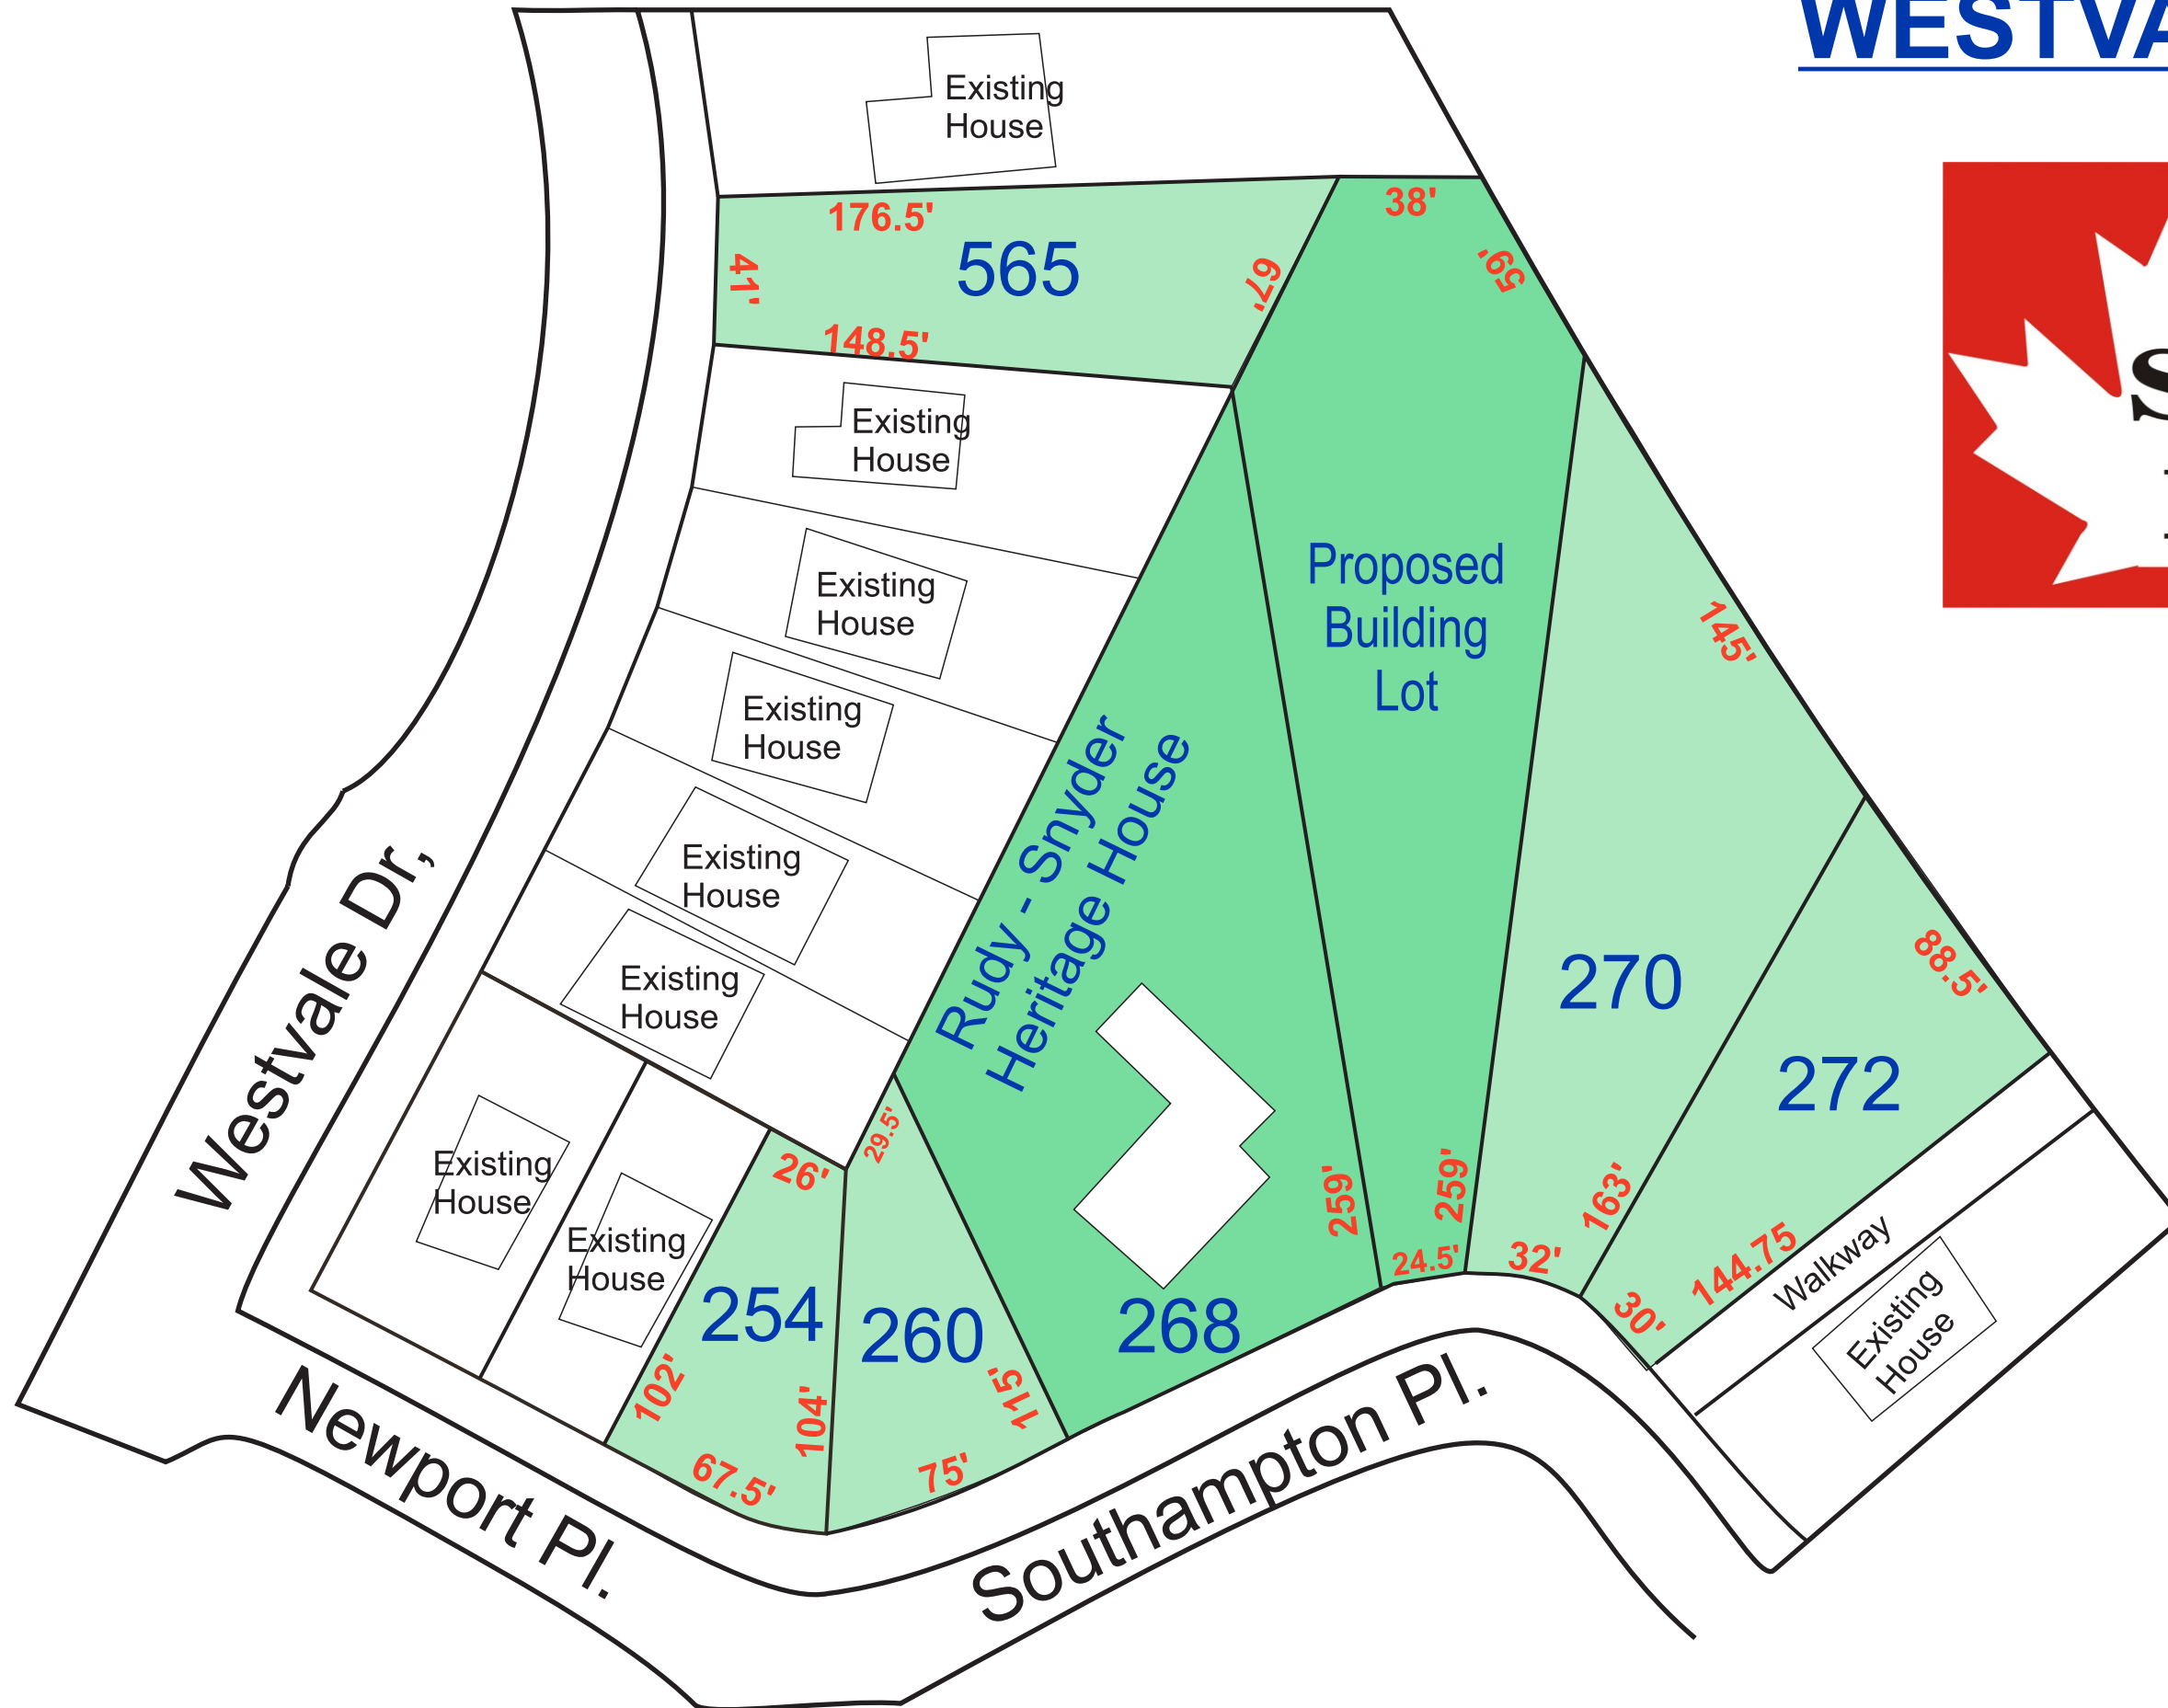 WESTVA
Existing
House
176.5'
38'
41'
565
67'
59'
148.5'
Existing
House
S
Existing
House
Proposed
Building
Lot
145'
Existing
House
Rudy - Snyder
Heritage House
Existing
House
Existing
House
270
88.5'
272
Westvale Dr,
Existing
House
26'
29.5'
259'
259'
163'
Existing
House
24.5'
32'
144.75
Walkway
254
260
268
30'
Existing
House
102'
104'
115'
67.5'
75'
Newport Pl.
Southampton Pl.